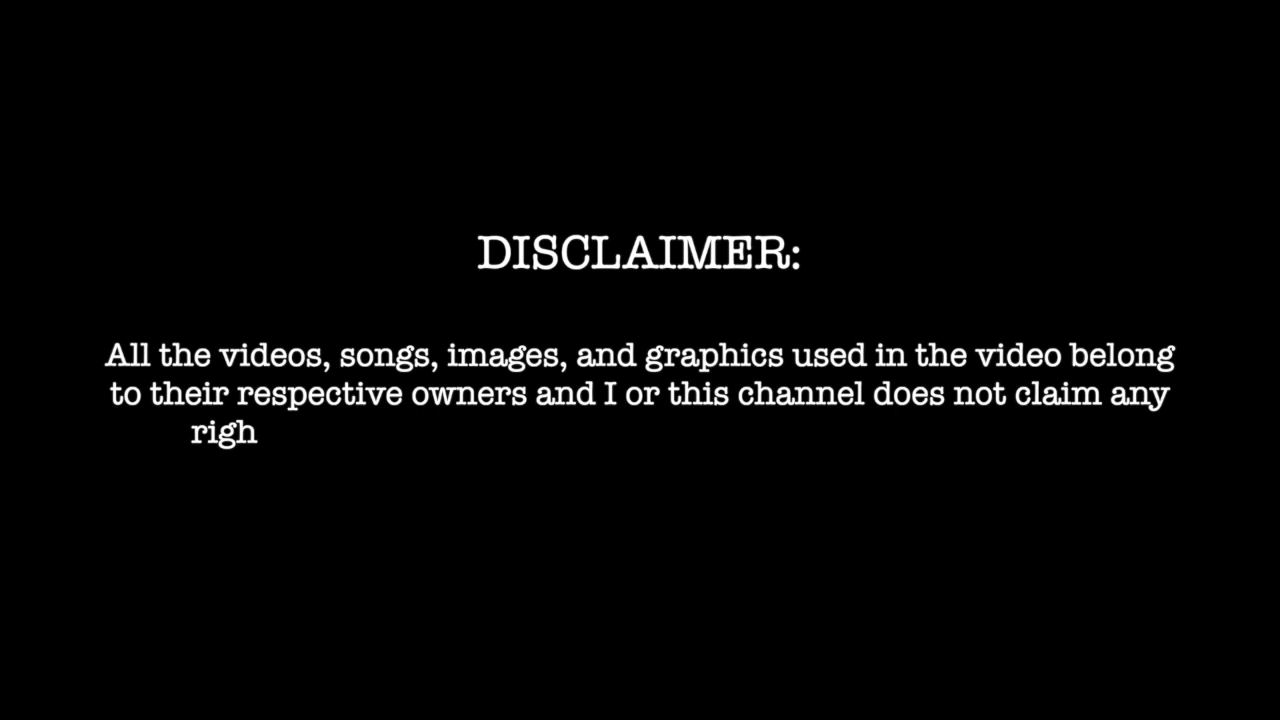 DISCLAIMER:
All the videos, songs, images, and graphics used in the video belong
to their respective owners and I or this channel does not claim any
righ